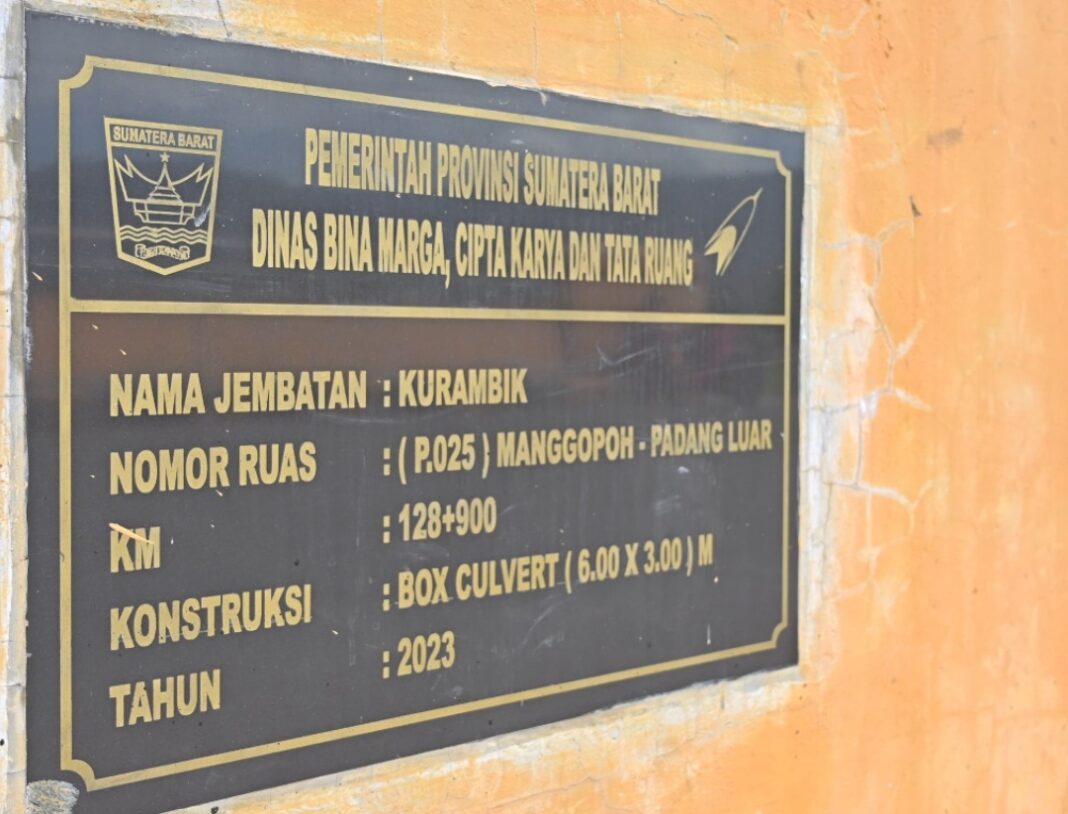 SUMATERA BARAT
PEMERINTAH PROVINSI SUMATERA BARAT
DINAS BINA MARGA, CIPTA KARYA DAN TATA RUANG
NAMA JEMBATAN : KURAMBIK
NOMOR RUAS : ( P.025 ) MANGGOPOH - PADANG LUAR
KM : 128+900
KONSTRUKSI : BOX CULVERT ( 6.00 X 3.00 ) M
TAHUN : 2023